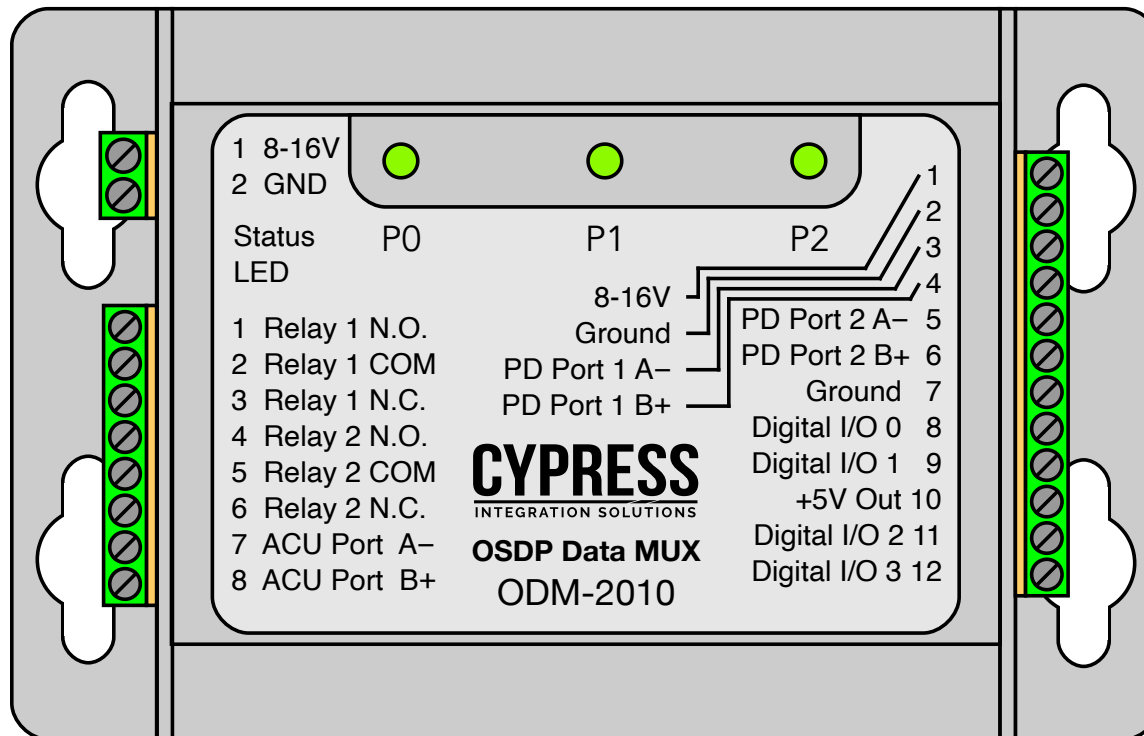 1 8-16V
2 GND
Status
LED
P0 P1 P2
1 Relay 1 N.O.
2 Relay 1 COM
3 Relay 1 N.C.
4 Relay 2 N.O.
5 Relay 2 COM
6 Relay 2 N.C.
7 ACU Port A–
8 ACU Port B+
8-16V
Ground
PD Port 1 A–
PD Port 1 B+
CYPRESS
INTEGRATION SOLUTIONS
OSDP Data MUX
ODM-2010
1
2
3
4
PD Port 2 A– 5
PD Port 2 B+ 6
Ground 7
Digital I/O 0 8
Digital I/O 1 9
+5V Out 10
Digital I/O 2 11
Digital I/O 3 12